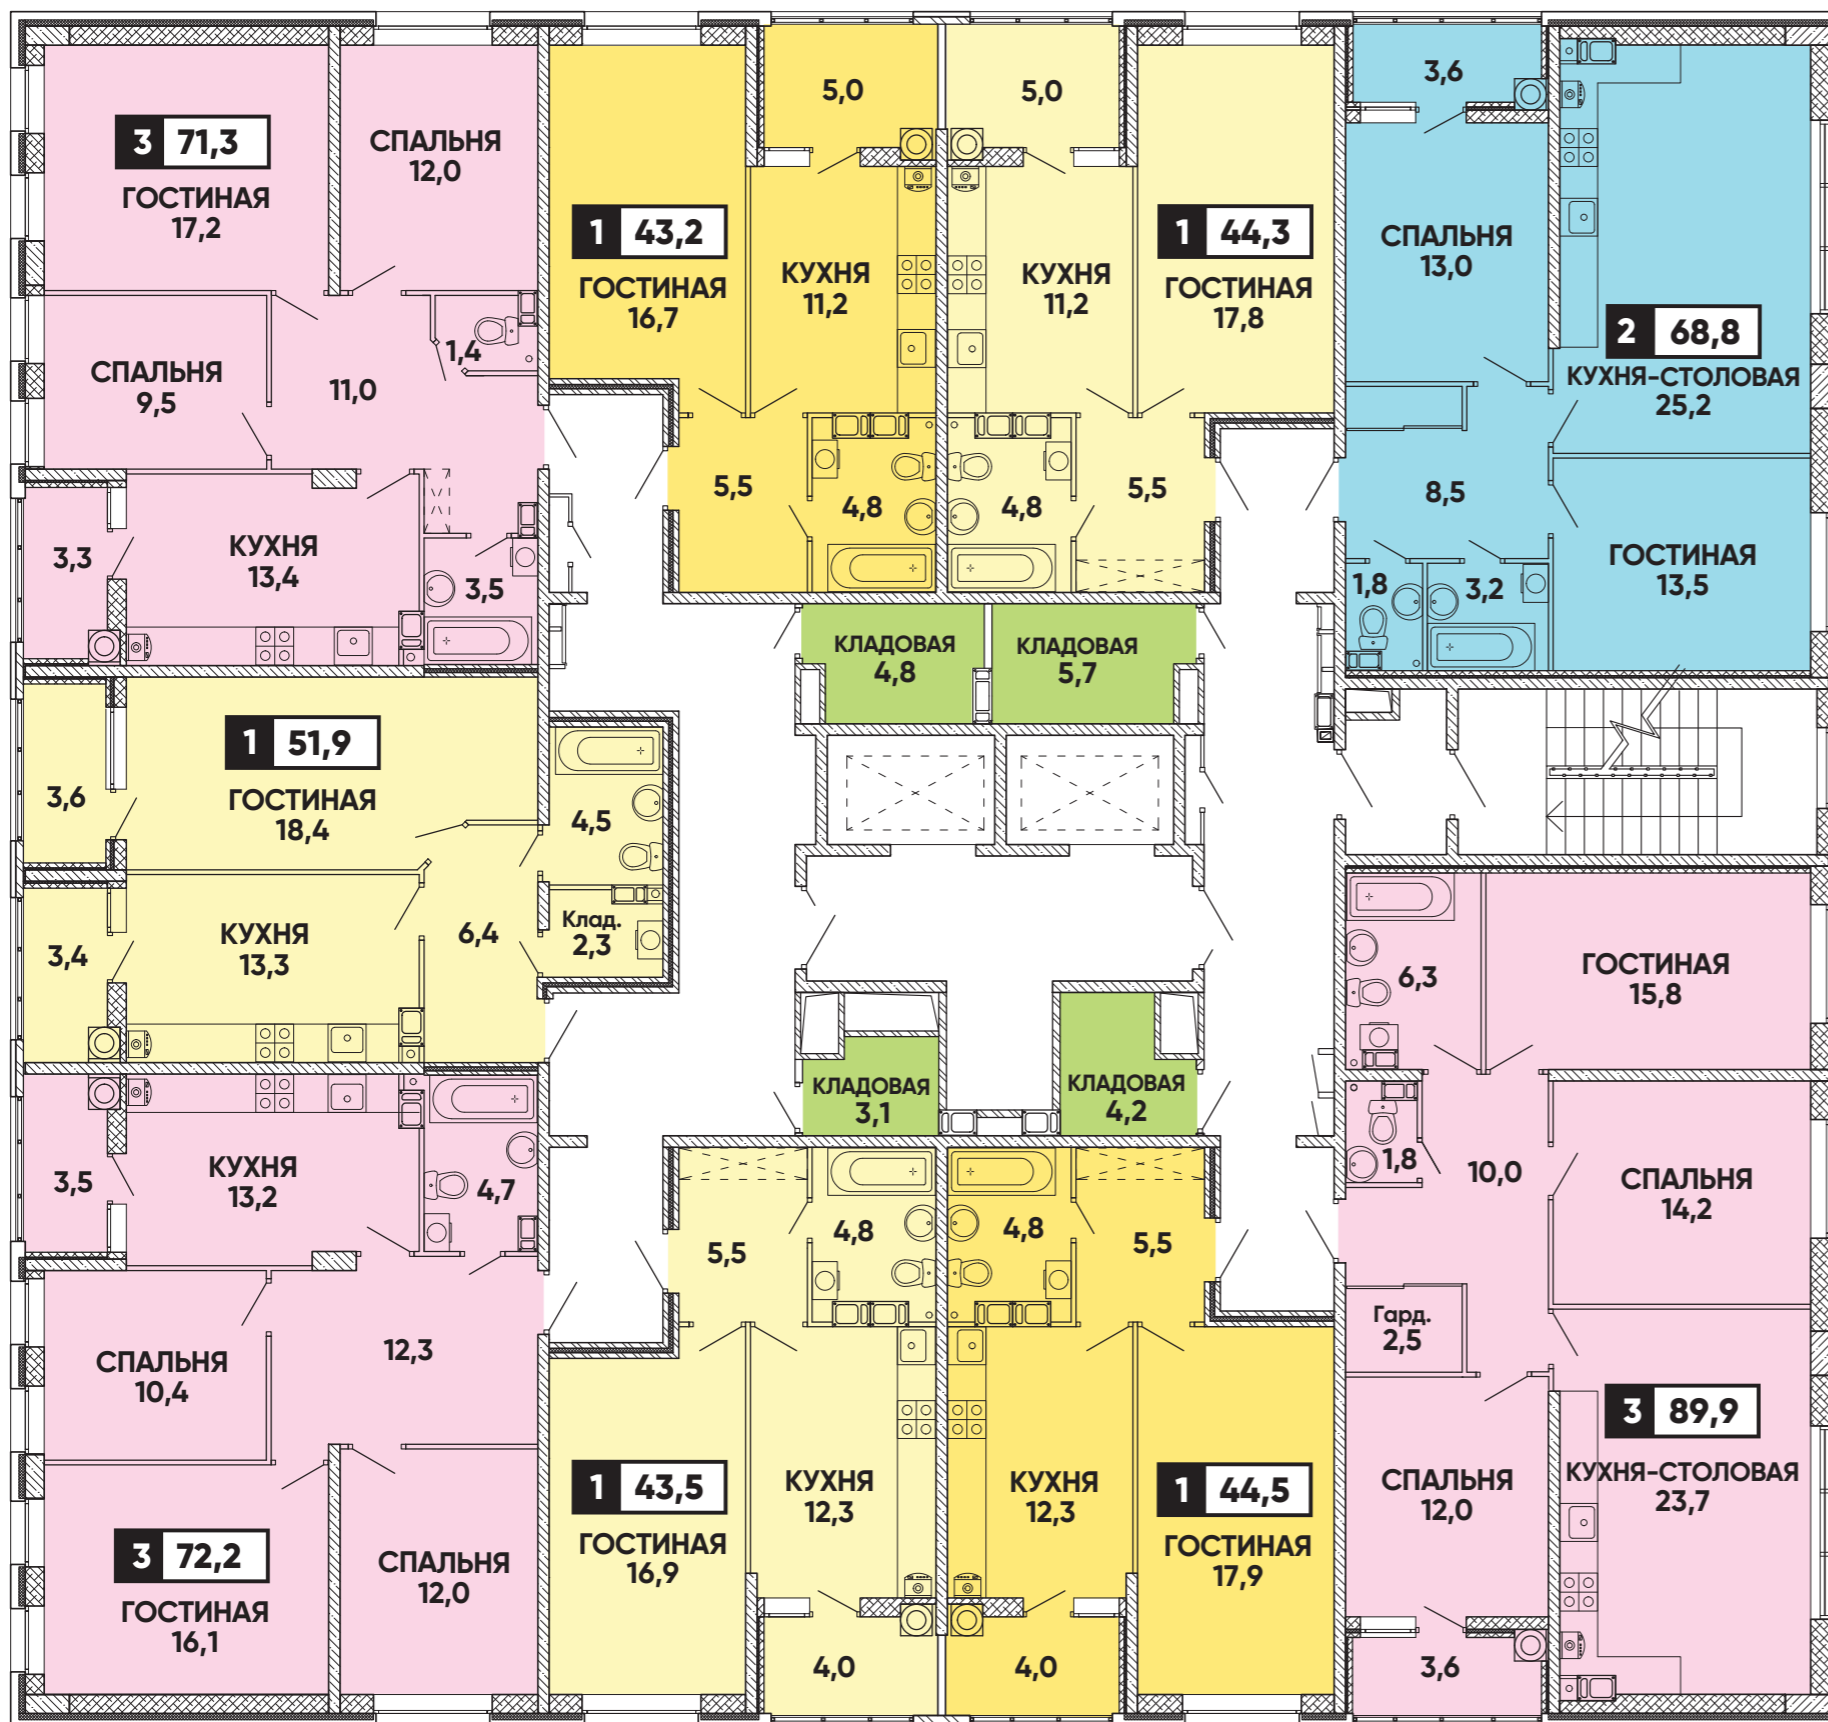 3 71,3
ГОСТИНАЯ
17,2
СПАЛЬНЯ
12,0
СПАЛЬНЯ
9,5
11,0
1,4
3,3
КУХНЯ
13,4
3,5
1 43,2
ГОСТИНАЯ
16,7
5,0
КУХНЯ
11,2
5,5
4,8
5,0
КУХНЯ
11,2
1 44,3
ГОСТИНАЯ
17,8
4,8
5,5
3,6
СПАЛЬНЯ
13,0
2 68,8
КУХНЯ-СТОЛОВАЯ
25,2
8,5
ГОСТИНАЯ
13,5
1,8
3,2
КЛАДОВАЯ
4,8
КЛАДОВАЯ
5,7
1 51,9
ГОСТИНАЯ
18,4
3,6
4,5
3,4
КУХНЯ
13,3
6,4
Клад.
2,3
КЛАДОВАЯ
3,1
КЛАДОВАЯ
4,2
6,3
ГОСТИНАЯ
15,8
1,8
10,0
СПАЛЬНЯ
14,2
Гард.
2,5
3 89,9
КУХНЯ-СТОЛОВАЯ
23,7
СПАЛЬНЯ
12,0
3,6
3,5
КУХНЯ
13,2
4,7
СПАЛЬНЯ
10,4
12,3
3 72,2
ГОСТИНАЯ
16,1
СПАЛЬНЯ
12,0
5,5
4,8
1 43,5
ГОСТИНАЯ
16,9
КУХНЯ
12,3
4,0
4,8
5,5
КУХНЯ
12,3
1 44,5
ГОСТИНАЯ
17,9
4,0